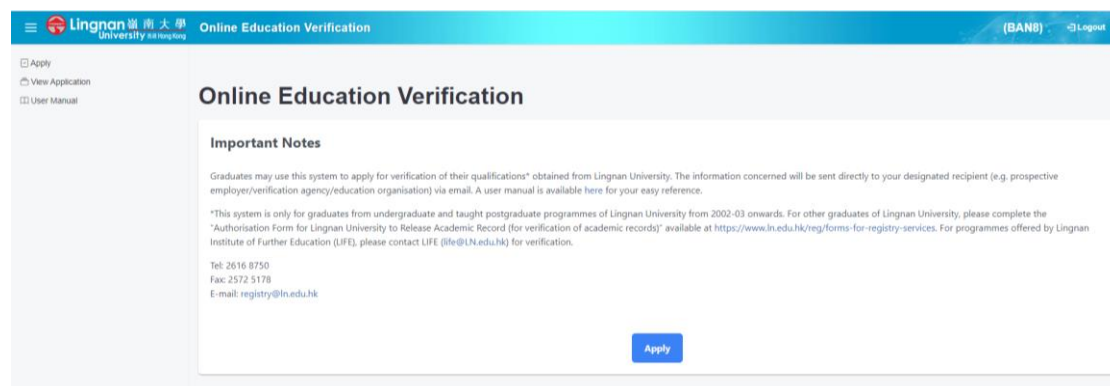 Lingnan 嶺南大學
University
Online Education Verification
(BAN8)
Logout
Apply
View Application
User Manual
Online Education Verification
Important Notes
Graduates may use this system to apply for verification of their qualifications* obtained from Lingnan University. The information concerned will be sent directly to your designated recipient (e.g. prospective
employer/verification agency/education organisation) via email. A user manual is available here for your easy reference.
*This system is only for graduates from undergraduate and taught postgraduate programmes of Lingnan University from 2002-03 onwards. For other graduates of Lingnan University, please complete the
"Authorisation Form for Lingnan University to Release Academic Record (for verification of academic records)" available at https://www.ln.edu.hk/reg/forms-for-registry-services. For programmes offered by Lingnan
Institute of Further Education (LIFE), please contact LIFE (life@LN.edu.hk) for verification.
Tel: 2616 8750
Fax: 2572 5178
E-mail: registry@ln.edu.hk
Apply